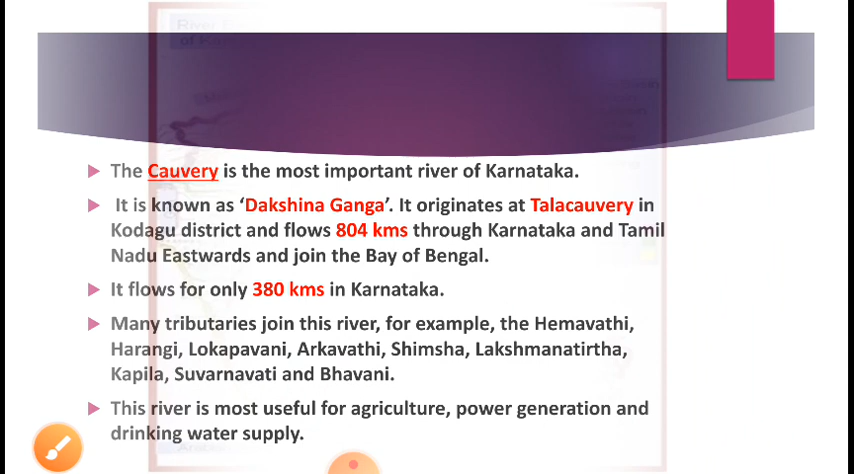 River
of Kar
The Cauvery is the most important river of Karnataka.
It is known as ‘Dakshina Ganga’. It originates at Talacauvery in
Kodagu district and flows 804 kms through Karnataka and Tamil
Nadu Eastwards and join the Bay of Bengal.
It flows for only 380 kms in Karnataka.
Many tributaries join this river, for example, the Hemavathi,
Harangi, Lokapavani, Arkavathi, Shimsha, Lakshmanatirtha,
Kapila, Suvarnavati and Bhavani.
This river is most useful for agriculture, power generation and
drinking water supply.